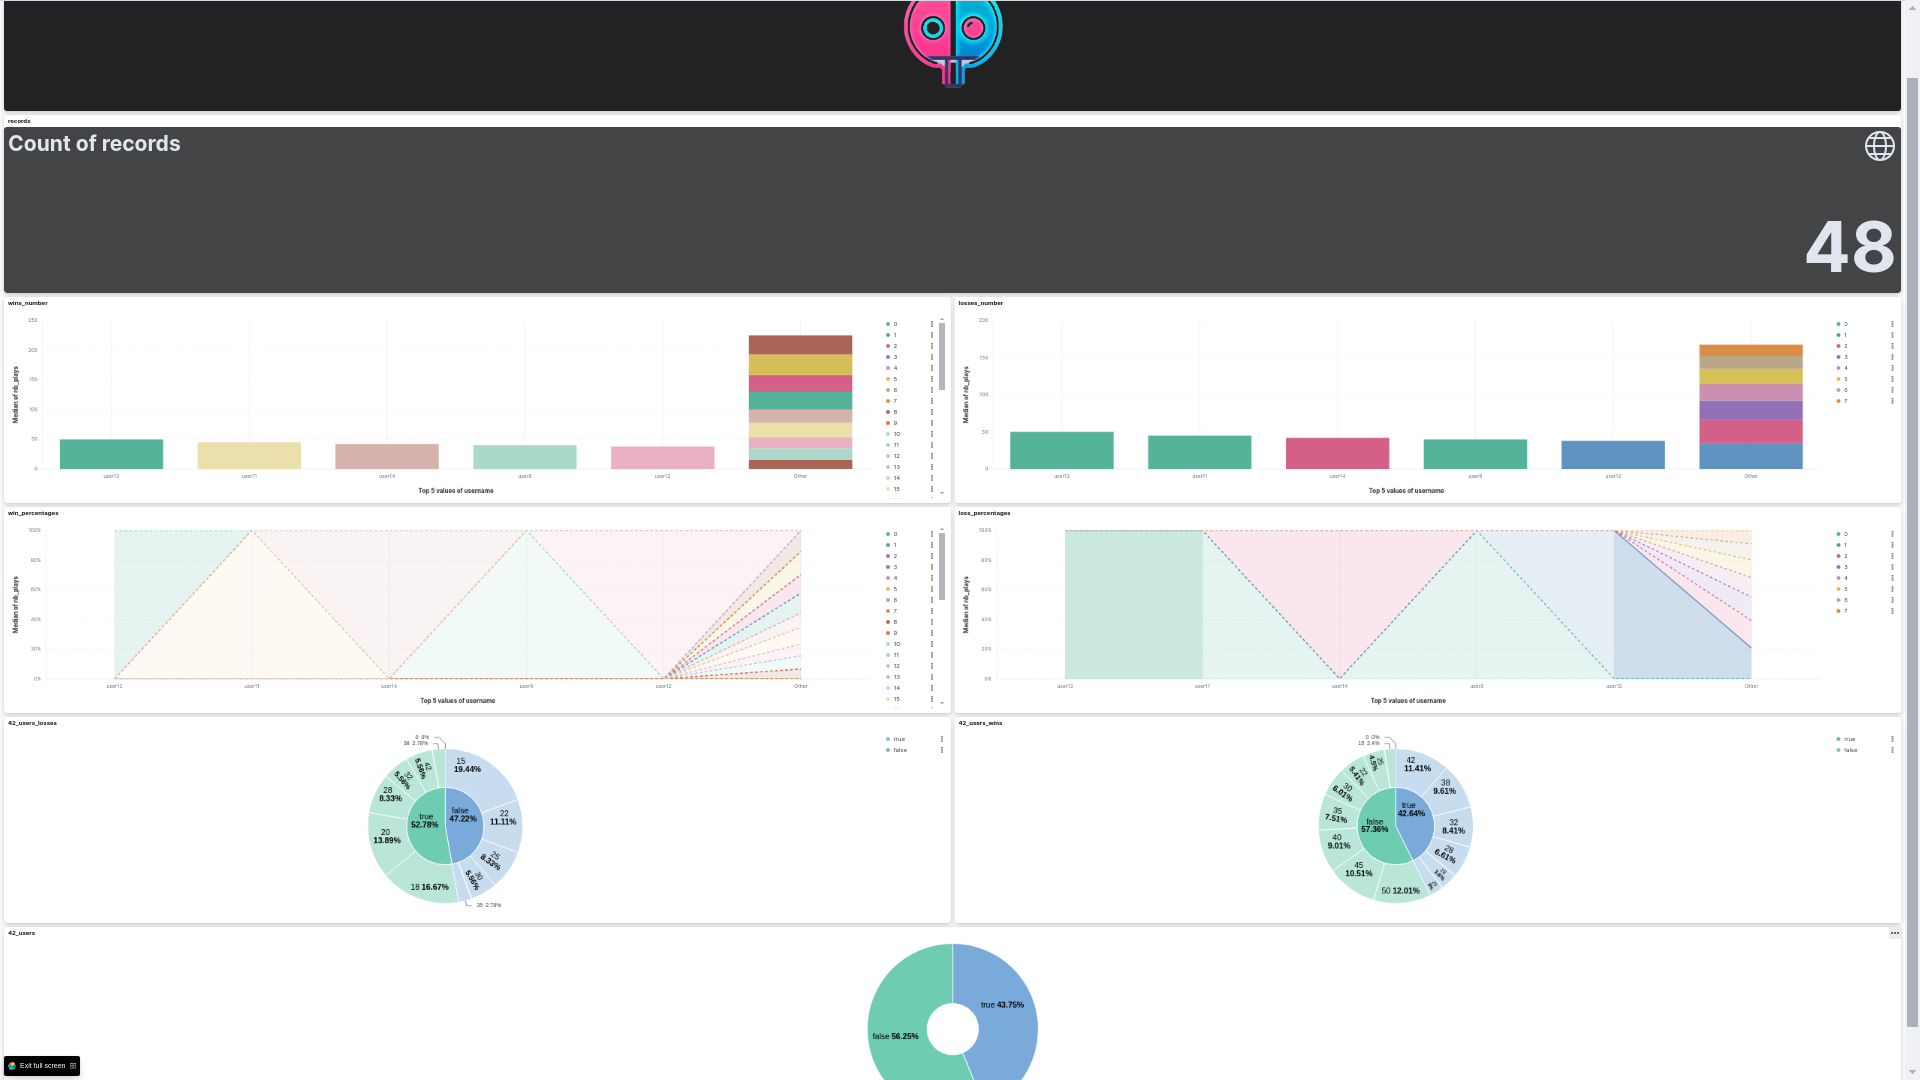 records
Count of records
48
wins_number
250
200
150
100
50
0
Median of nb_plays
user13
user11
user14
user9
user12
Other
Top 5 values of username
0
1
2
3
4
5
6
7
8
9
10
11
12
13
14
15
losses_number
200
150
100
50
0
Median of nb_plays
user13
user11
user14
user9
user12
Other
Top 5 values of username
0
1
2
3
4
5
6
7
win_percentages
100%
80%
60%
40%
20%
0%
Median of nb_plays
user13
user11
user14
user9
user12
Other
Top 5 values of username
0
1
2
3
4
5
6
7
8
9
10
11
12
13
14
15
loss_percentages
100%
80%
60%
40%
20%
0%
Median of nb_plays
user13
user11
user14
user9
user12
Other
Top 5 values of username
0
1
2
3
4
5
6
7
42_users_losses
0 0%
38 2.78%
15
19.44%
22
11.11%
25
8.33%
30
5.56%
35 2.78%
18 16.67%
20
13.89%
28
8.33%
32
5.56%
42
5.56%
true
52.78%
false
47.22%
true
false
42_users_wins
0 0%
15 2.4%
42
11.41%
38
9.61%
32
8.41%
28
6.61%
50 12.01%
45
10.51%
40
9.01%
35
7.51%
30
6.01%
22
5.41%
25
4.5%
true
42.64%
false
57.36%
true
false
42_users
true 43.75%
false 56.25%
Exit full screen